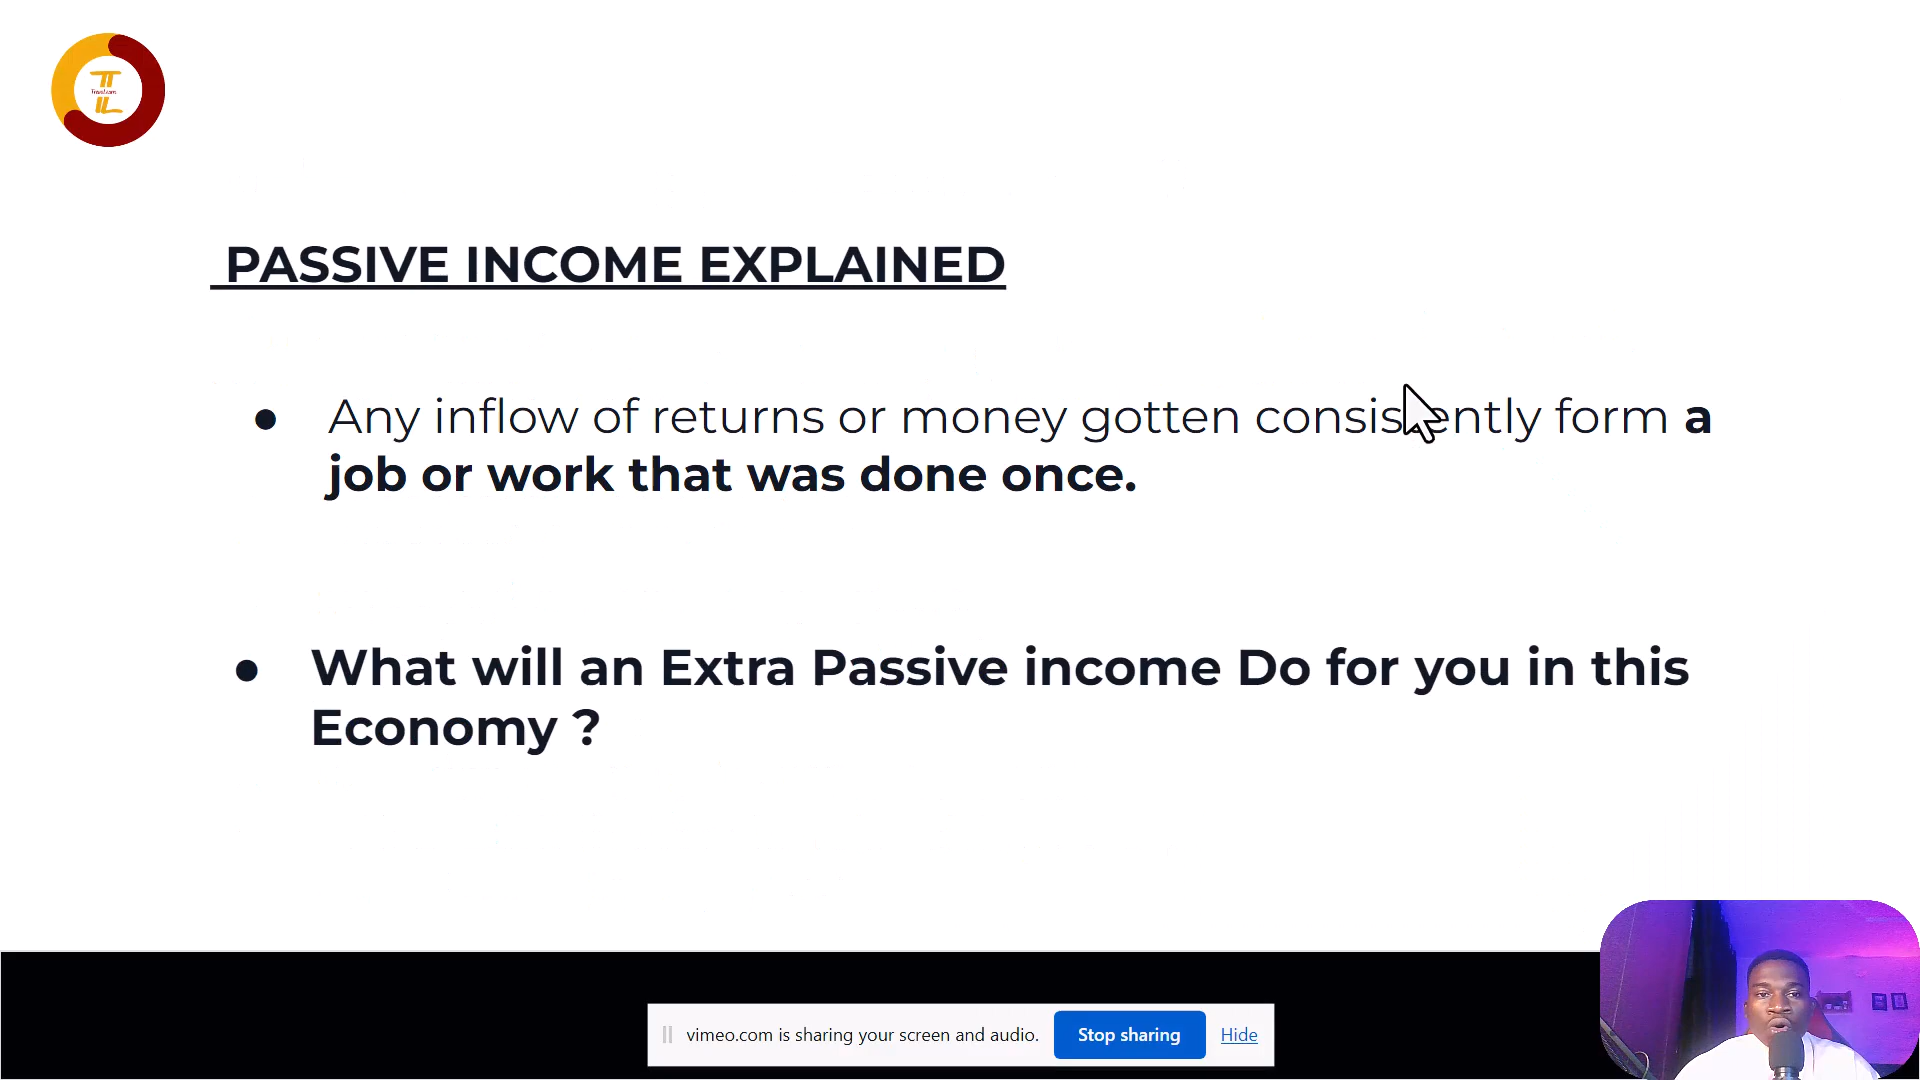 PASSIVE INCOME EXPLAINED
● Any inflow of returns or money gotten consistently form a
job or work that was done once.
● What will an Extra Passive income Do for you in this
Economy ?
vimeo.com is sharing your screen and audio. Stop sharing Hide